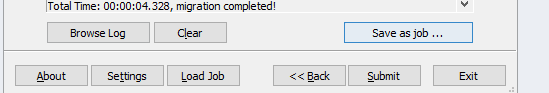 Total Time: 00:00:04.328, migration completed!
Browse Log Clear Save as job ...
About Settings Load Job << Back Submit Exit